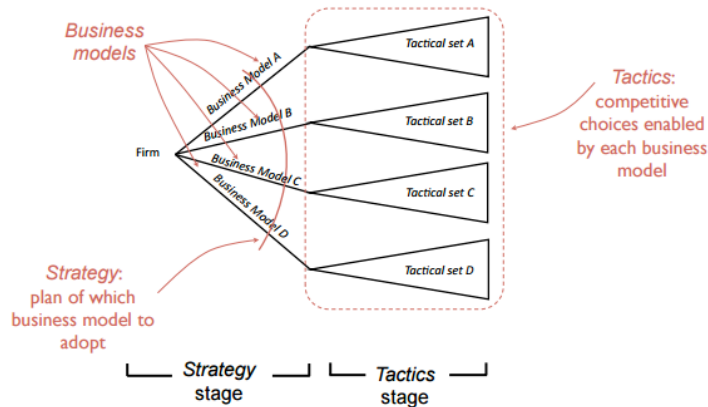 Business
models
Business Model A
Business Model B
Business Model C
Business Model D
Firm
Tactical set A
Tactical set B
Tactical set C
Tactical set D
Tactics:
competitive
choices enabled
by each business
model
Strategy:
plan of which
business model to
adopt
Strategy
stage
Tactics
stage